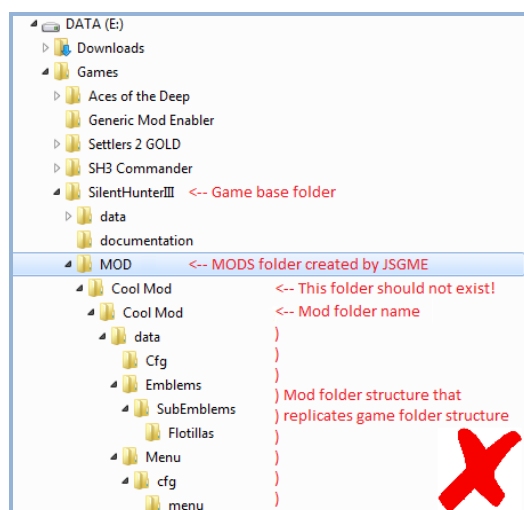 DATA (E:)
Downloads
Games
Aces of the Deep
Generic Mod Enabler
Settlers 2 GOLD
SH3 Commander
SilentHunterIII <-- Game base folder
data
documentation
MOD <-- MODS folder created by JSGME
Cool Mod <-- This folder should not exist!
Cool Mod <-- Mod folder name
data )
Cfg )
Emblems )
SubEmblems ) Mod folder structure that
Flotillas ) replicates game folder structure
Menu )
cfg )
menu )